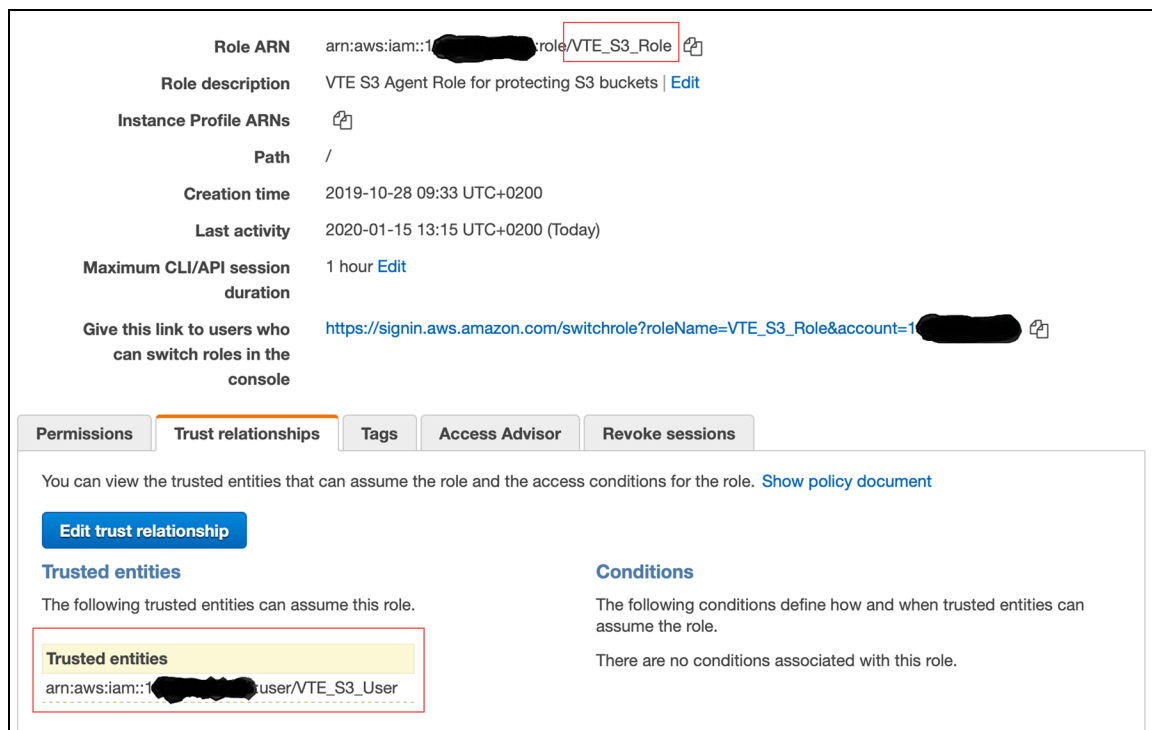 Role ARN arn:aws:iam::1 :role/VTE_S3_Role
Role description VTE S3 Agent Role for protecting S3 buckets | Edit
Instance Profile ARNs
Path /
Creation time 2019-10-28 09:33 UTC+0200
Last activity 2020-01-15 13:15 UTC+0200 (Today)
Maximum CLI/API session 1 hour Edit
duration
Give this link to users who https://signin.aws.amazon.com/switchrole?roleName=VTE_S3_Role&account=1
can switch roles in the
console
Permissions Trust relationships Tags Access Advisor Revoke sessions
You can view the trusted entities that can assume the role and the access conditions for the role. Show policy document
Edit trust relationship
Trusted entities
The following trusted entities can assume this role.
Trusted entities
arn:aws:iam::1 :user/VTE_S3_User
Conditions
The following conditions define how and when trusted entities can
assume the role.
There are no conditions associated with this role.